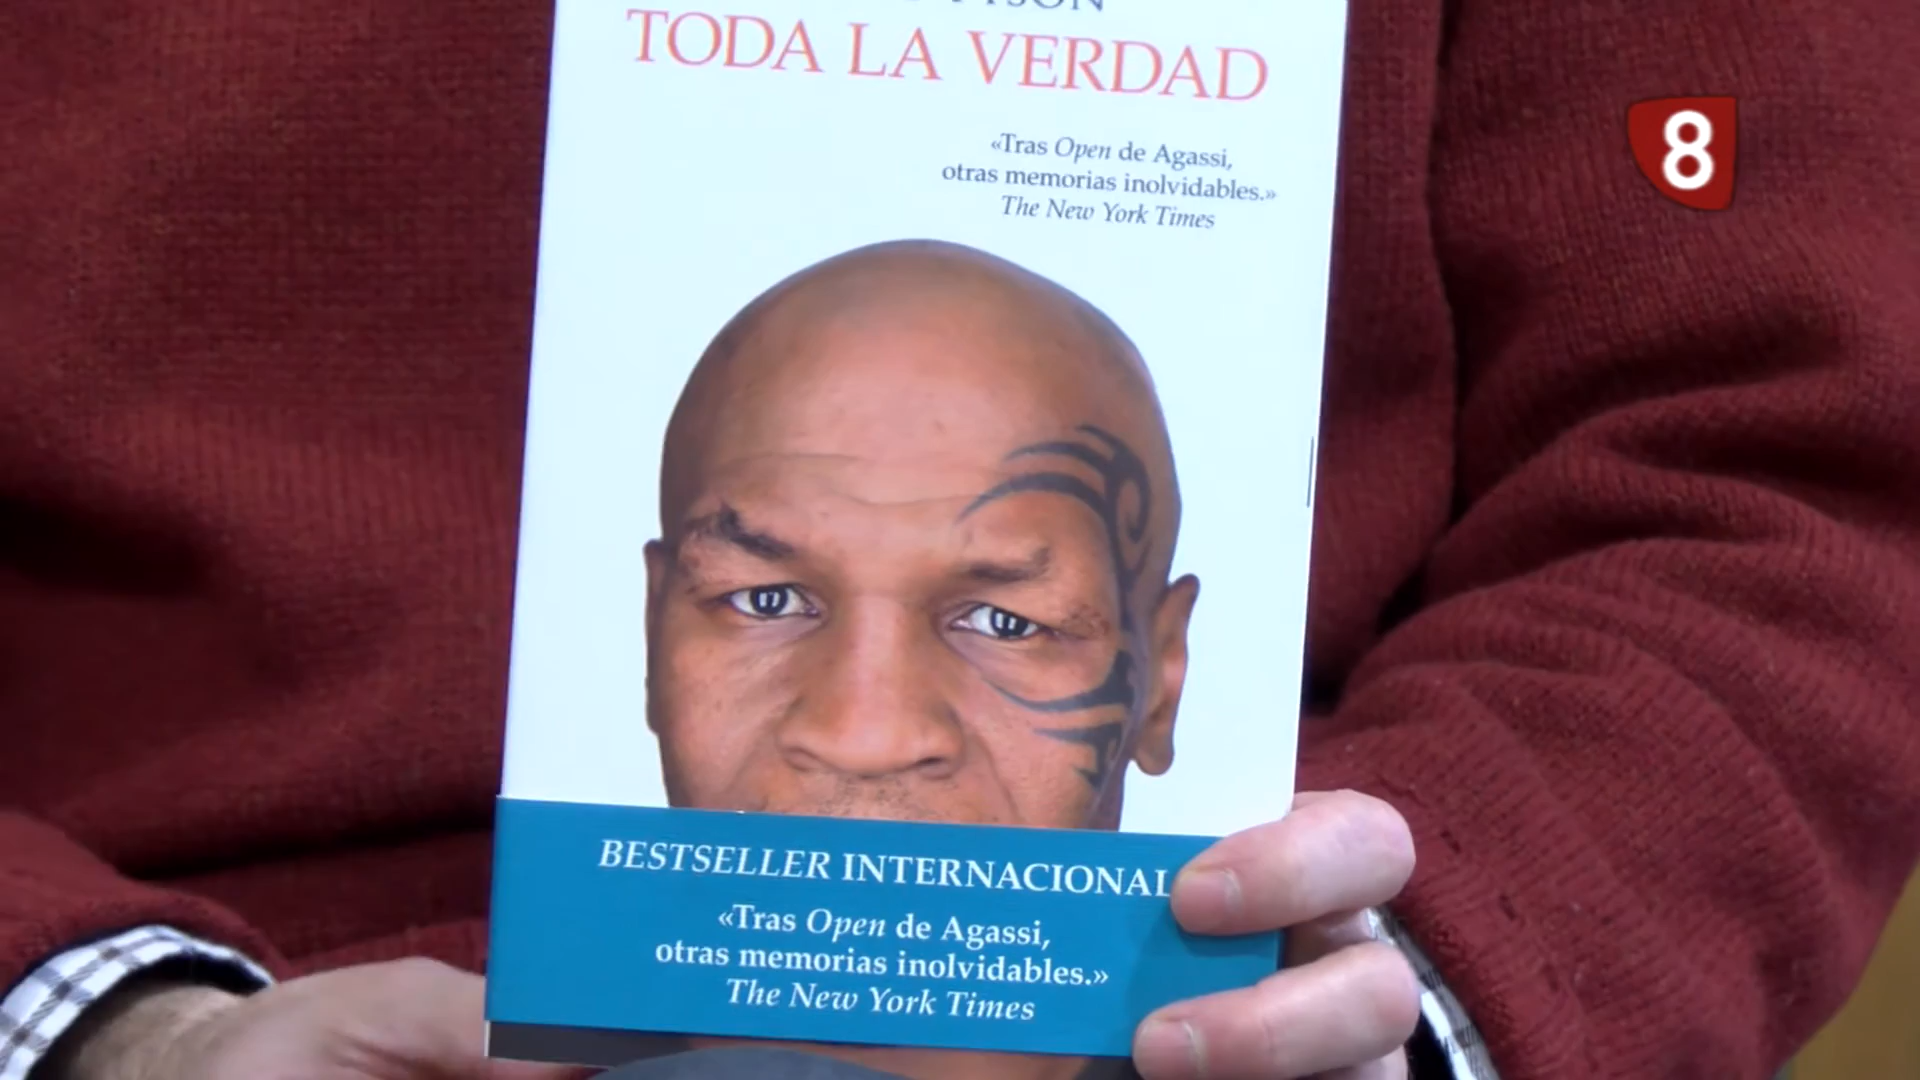 TYSON
TODA LA VERDAD
«Tras Open de Agassi,
otras memorias inolvidables.»
The New York Times
8
BESTSELLER INTERNACIONAL
«Tras Open de Agassi,
otras memorias inolvidables.»
The New York Times